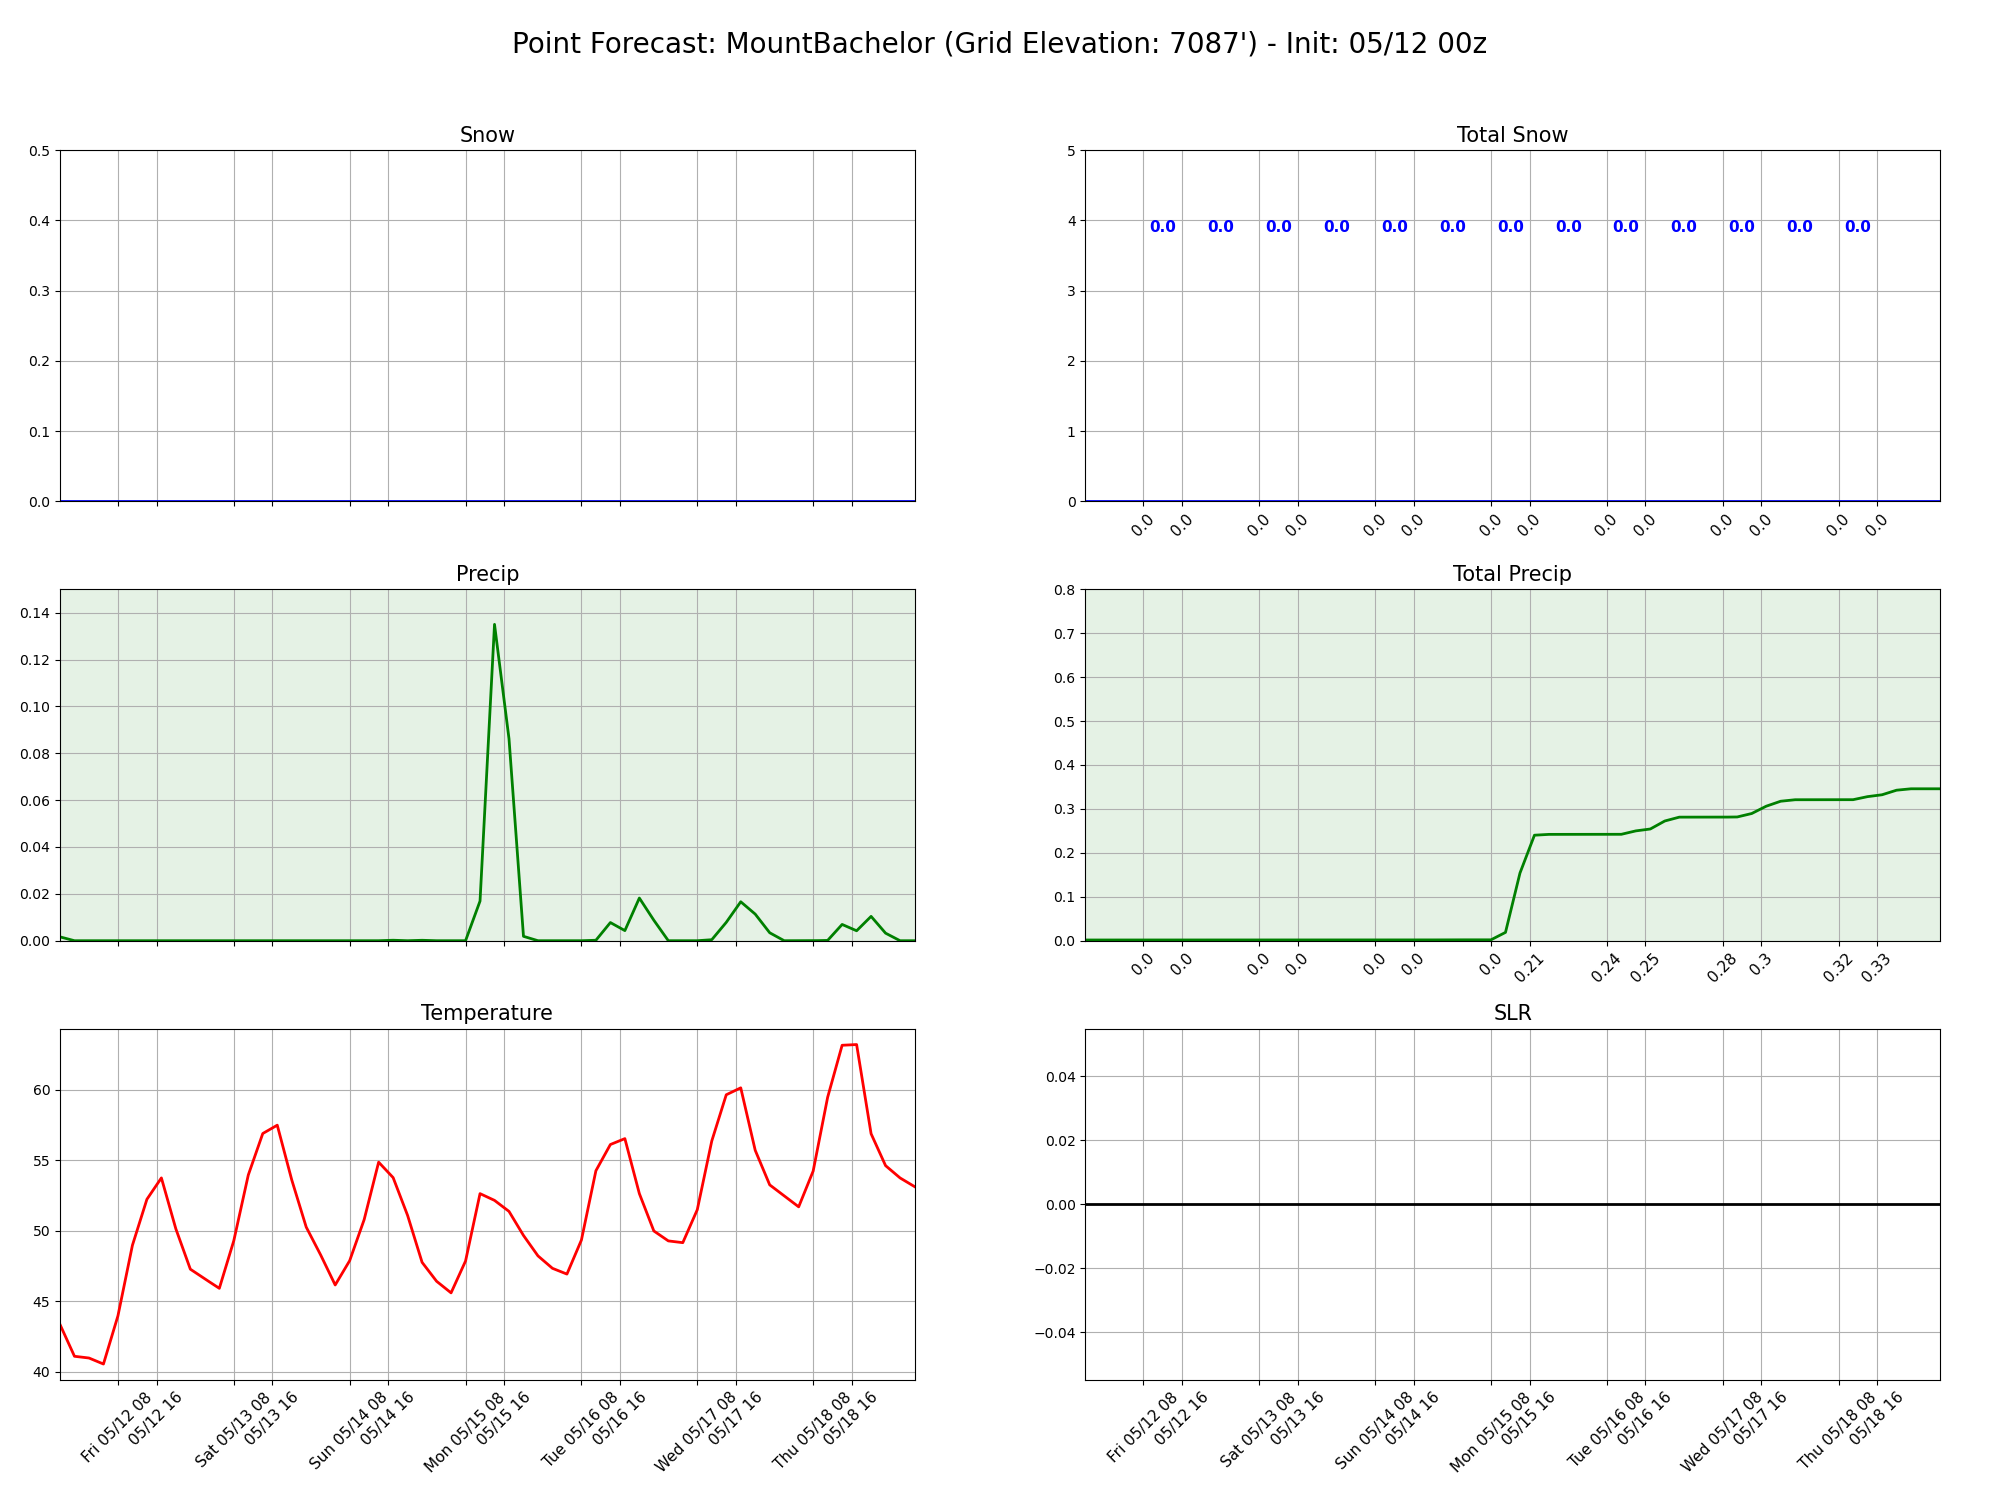 Point Forecast: MountBachelor (Grid Elevation: 7087') - Init: 05/12 00z
Snow
0.5
0.4
0.3
0.2
0.1
0.0
Total Snow
5
4
3
2
1
0
0.0 0.0 0.0 0.0 0.0 0.0 0.0 0.0 0.0 0.0 0.0 0.0 0.0
0.0 0.0 0.0 0.0 0.0 0.0 0.0 0.0 0.0 0.0 0.0 0.0 0.0 0.0
Precip
0.14
0.12
0.10
0.08
0.06
0.04
0.02
0.00
Total Precip
0.8
0.7
0.6
0.5
0.4
0.3
0.2
0.1
0.0
0.0 0.0 0.0 0.0 0.0 0.0 0.0 0.21 0.24 0.25 0.28 0.3 0.32 0.33
Temperature
60
55
50
45
40
Fri 05/12 08
05/12 16
Sat 05/13 08
05/13 16
Sun 05/14 08
05/14 16
Mon 05/15 08
05/15 16
Tue 05/16 08
05/16 16
Wed 05/17 08
05/17 16
Thu 05/18 08
05/18 16
SLR
0.04
0.02
0.00
−0.02
−0.04
Fri 05/12 08
05/12 16
Sat 05/13 08
05/13 16
Sun 05/14 08
05/14 16
Mon 05/15 08
05/15 16
Tue 05/16 08
05/16 16
Wed 05/17 08
05/17 16
Thu 05/18 08
05/18 16